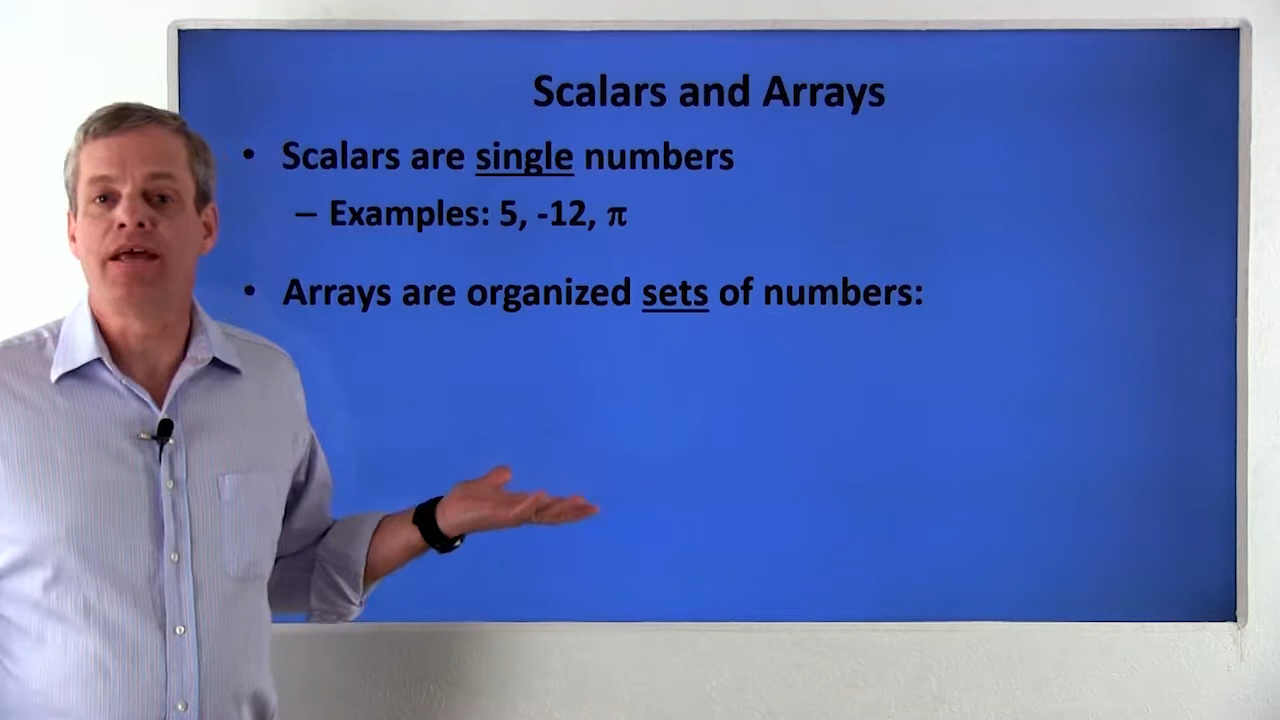 Scalars and Arrays
• Scalars are single numbers
– Examples: 5, -12, π
• Arrays are organized sets of numbers: